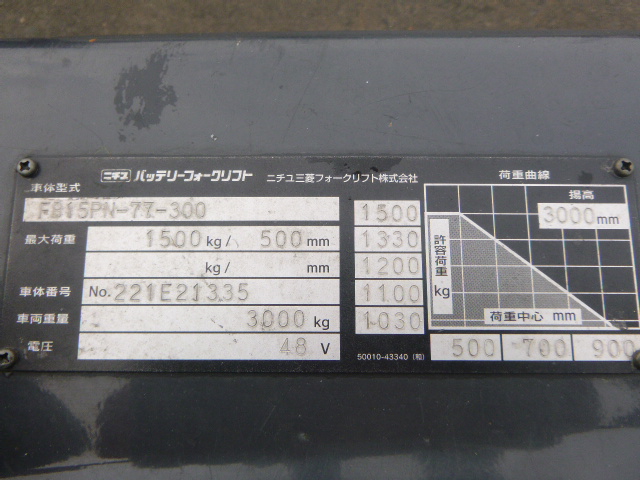 ニチユ バッテリーフォークリフト ニチユ三菱フォークリフト株式会社
車体型式 FB15PN-77-300
最大荷重 1500 kg/ 500 mm
kg/ mm
車体番号 No. 221E21335
車両重量 3000 kg
電圧 48 V
1500
1330
1200
1100
1030
50010-43340 (和)
荷重曲線
揚高
3000mm
許容荷重 kg
荷重中心 mm
500 700 900